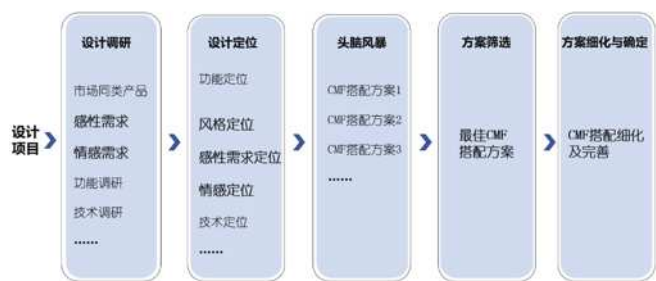 设计
项目
设计调研
市场同类产品
感性需求
情感需求
功能调研
技术调研
......
设计定位
功能定位
风格定位
感性需求定位
情感定位
技术定位
......
头脑风暴
CMF搭配方案1
CMF搭配方案2
CMF搭配方案3
......
方案筛选
最佳CMF
搭配方案
方案细化与确定
CMF搭配细化
及完善